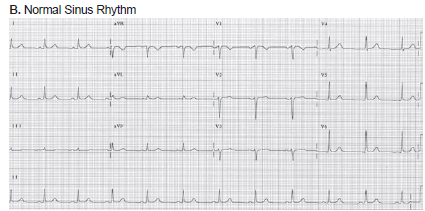 B. Normal Sinus Rhythm
I aVR V1 V4
II aVL V2 V5
III aVF V3 V6
II